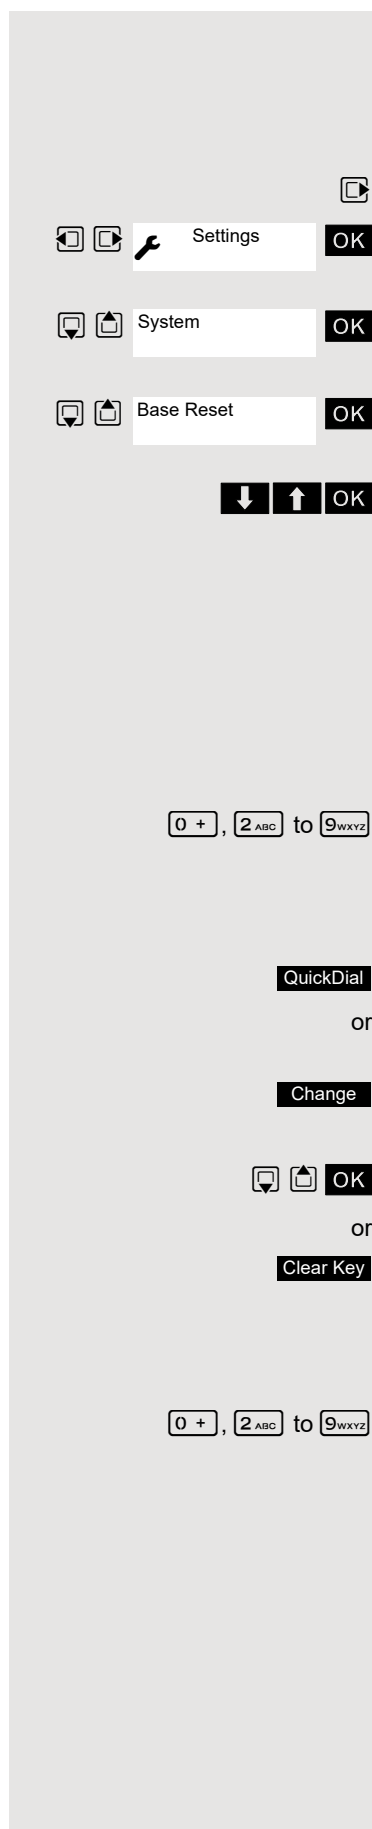 Settings OK
System OK
Base Reset OK
OK
0 + , 2 ABC to 9 WXYZ
QuickDial
or
Change
OK
or
Clear Key
0 + , 2 ABC to 9 WXYZ